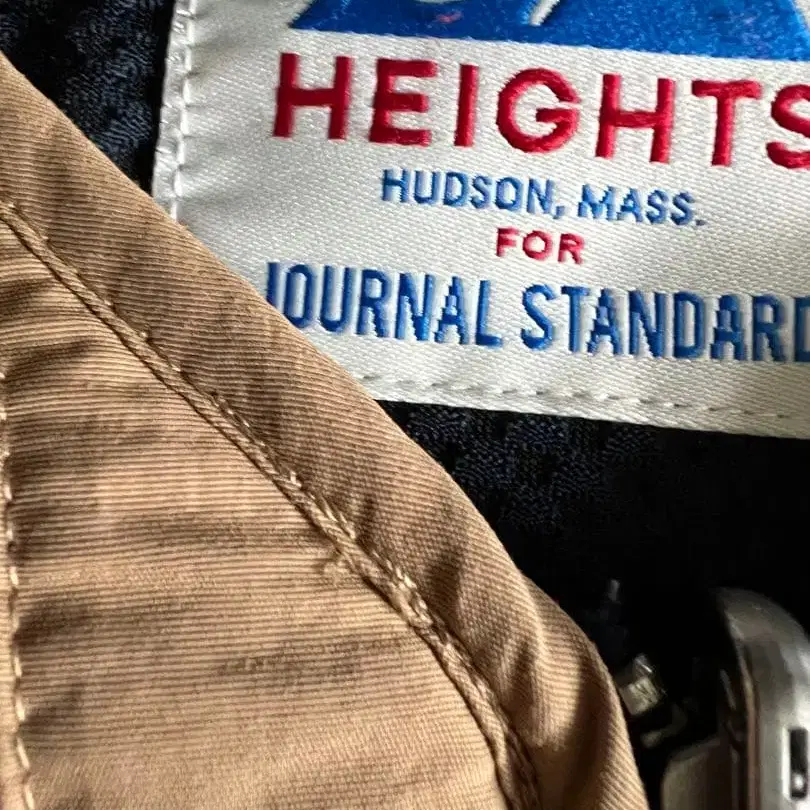 HEIGHTS
HUDSON, MASS.
FOR
JOURNAL STANDARD